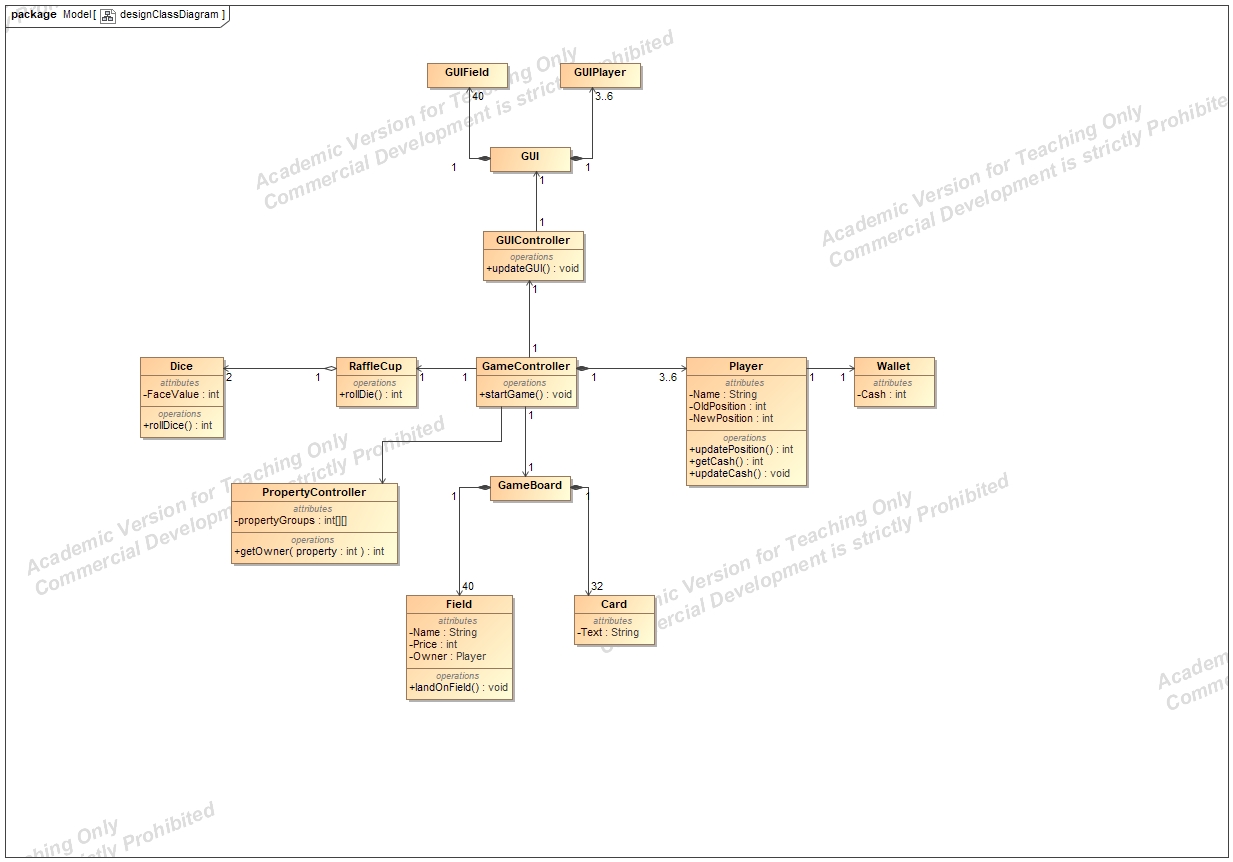 package Model [ designClassDiagram ]
GUIField
GUIPlayer
40
3..6
GUI
1
1
1
1
GUIController
operations
+updateGUI() : void
1
1
Dice
attributes
-FaceValue : int
operations
+rollDice() : int
2
1
RaffleCup
operations
+rollDie() : int
1
1
GameController
operations
+startGame() : void
1
3..6
Player
attributes
-Name : String
-OldPosition : int
-NewPosition : int
operations
+updatePosition() : int
+getCash() : int
+updateCash() : void
1
1
Wallet
attributes
-Cash : int
1
1
PropertyController
attributes
-propertyGroups : int[][]
operations
+getOwner( property : int ) : int
GameBoard
1
1
40
32
Field
attributes
-Name : String
-Price : int
-Owner : Player
operations
+landOnField() : void
Card
attributes
-Text : String
Academic Version for Teaching Only
Commercial Development is strictly Prohibited
Academic Version for Teaching Only
Commercial Development is strictly Prohibite
Academic Version for Teaching Only
Commercial Development is strictly Prohibited
Version for Teaching Only
Development is strictly Prohibited
Academ
Comme
Teaching Only
strictly Prohibited